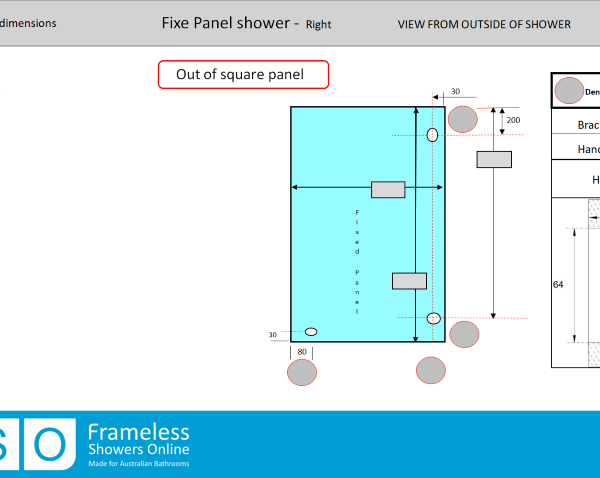 dimensions
Fixe Panel shower - Right
VIEW FROM OUTSIDE OF SHOWER
Out of square panel
30
200
Fixed Panel
30
80
Den
Brac
Hand
H
64
S O
Frameless
Showers Online
Made for Australian Bathrooms